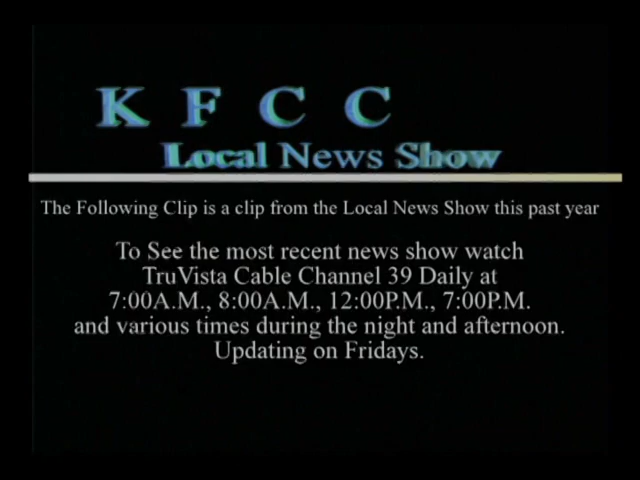 K F C C
Local News Show
The Following Clip is a clip from the Local News Show this past year
To See the most recent news show watch
TruVista Cable Channel 39 Daily at
7:00A.M., 8:00A.M., 12:00P.M., 7:00P.M.
and various times during the night and afternoon.
Updating on Fridays.